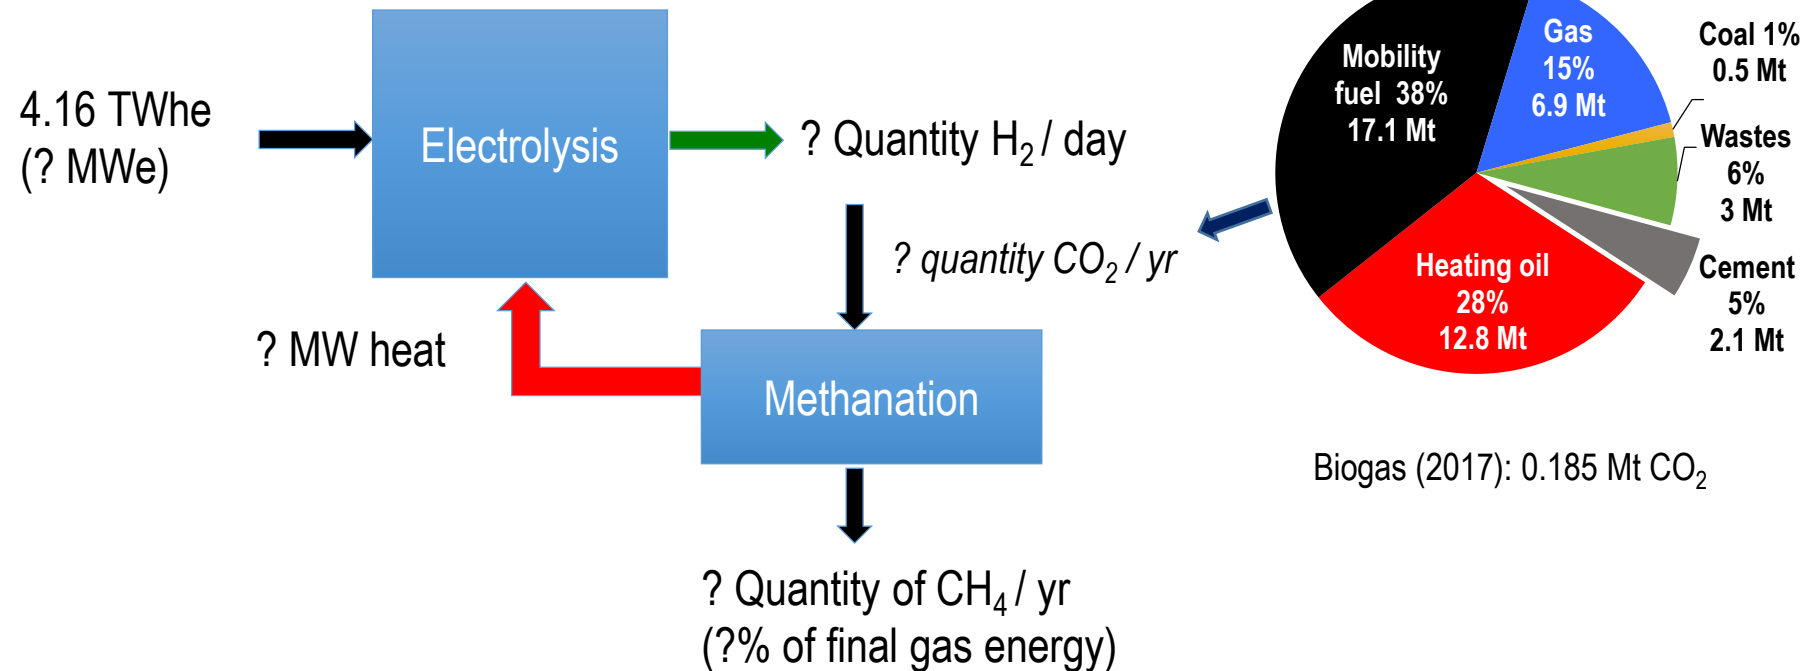 4.16 TWhe
(? MWe)
Electrolysis
? Quantity H₂ / day
? quantity CO₂ / yr
? MW heat
Methanation
? Quantity of CH₄ / yr
(?% of final gas energy)
Mobility
fuel 38%
17.1 Mt
Gas
15%
6.9 Mt
Coal 1%
0.5 Mt
Wastes
6%
3 Mt
Cement
5%
2.1 Mt
Heating oil
28%
12.8 Mt
Biogas (2017): 0.185 Mt CO₂